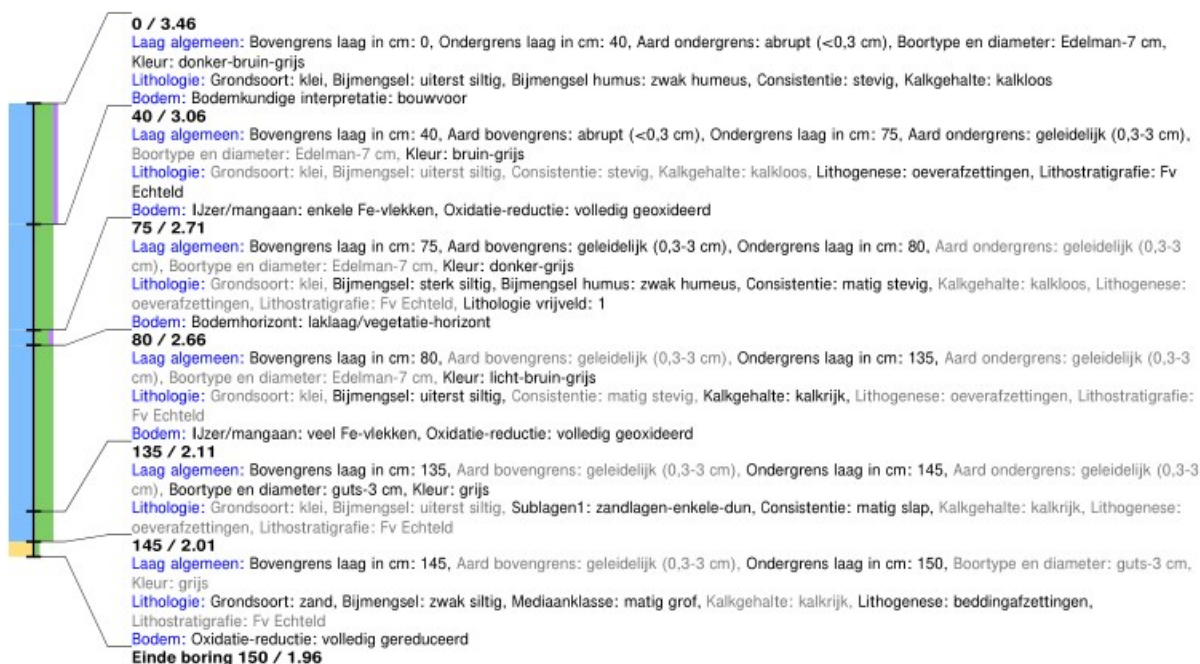 0 / 3.46
Laag algemeen: Bovengrens laag in cm: 0, Ondergrens laag in cm: 40, Aard ondergrens: abrupt (<0,3 cm), Boortype en diameter: Edelman-7 cm,
Kleur: donker-bruin-grijs
Lithologie: Grondsoort: klei, Bijmengsel: uiterst siltig, Bijmengsel humus: zwak humeus, Consistentie: stevig, Kalkgehalte: kalkloos
Bodem: Bodemkundige interpretatie: bouwvoor
40 / 3.06
Laag algemeen: Bovengrens laag in cm: 40, Aard bovengrens: abrupt (<0,3 cm), Ondergrens laag in cm: 75, Aard ondergrens: geleidelijk (0,3-3 cm),
Boortype en diameter: Edelman-7 cm, Kleur: bruin-grijs
Lithologie: Grondsoort: klei, Bijmengsel: uiterst siltig, Consistentie: stevig, Kalkgehalte: kalkloos, Lithogenese: oeverafzettingen, Lithostratigrafie: Fv
Echteld
Bodem: IJzer/mangaan: enkele Fe-vlekken, Oxidatie-reductie: volledig geoxideerd
75 / 2.71
Laag algemeen: Bovengrens laag in cm: 75, Aard bovengrens: geleidelijk (0,3-3 cm), Ondergrens laag in cm: 80, Aard ondergrens: geleidelijk (0,3-3
cm), Boortype en diameter: Edelman-7 cm, Kleur: donker-grijs
Lithologie: Grondsoort: klei, Bijmengsel: sterk siltig, Bijmengsel humus: zwak humeus, Consistentie: matig stevig, Kalkgehalte: kalkloos, Lithogenese:
oeverafzettingen, Lithostratigrafie: Fv Echteld, Lithologie vrijveld: 1
Bodem: Bodemhorizont: laklaag/vegetatie-horizont
80 / 2.66
Laag algemeen: Bovengrens laag in cm: 80, Aard bovengrens: geleidelijk (0,3-3 cm), Ondergrens laag in cm: 135, Aard ondergrens: geleidelijk (0,3-3
cm), Boortype en diameter: Edelman-7 cm, Kleur: licht-bruin-grijs
Lithologie: Grondsoort: klei, Bijmengsel: uiterst siltig, Consistentie: matig stevig, Kalkgehalte: kalkrijk, Lithogenese: oeverafzettingen, Lithostratigrafie:
Fv Echteld
Bodem: IJzer/mangaan: veel Fe-vlekken, Oxidatie-reductie: volledig geoxideerd
135 / 2.11
Laag algemeen: Bovengrens laag in cm: 135, Aard bovengrens: geleidelijk (0,3-3 cm), Ondergrens laag in cm: 145, Aard ondergrens: geleidelijk (0,3-3
cm), Boortype en diameter: guts-3 cm, Kleur: grijs
Lithologie: Grondsoort: klei, Bijmengsel: uiterst siltig, Sublagen1: zandlagen-enkele-dun, Consistentie: matig slap, Kalkgehalte: kalkrijk, Lithogenese:
oeverafzettingen, Lithostratigrafie: Fv Echteld
145 / 2.01
Laag algemeen: Bovengrens laag in cm: 145, Aard bovengrens: geleidelijk (0,3-3 cm), Ondergrens laag in cm: 150, Boortype en diameter: guts-3 cm,
Kleur: grijs
Lithologie: Grondsoort: zand, Bijmengsel: zwak siltig, Mediaanklasse: matig grof, Kalkgehalte: kalkrijk, Lithogenese: beddingafzettingen,
Lithostratigrafie: Fv Echteld
Bodem: Oxidatie-reductie: volledig gereduceerd
Einde boring 150 / 1.96